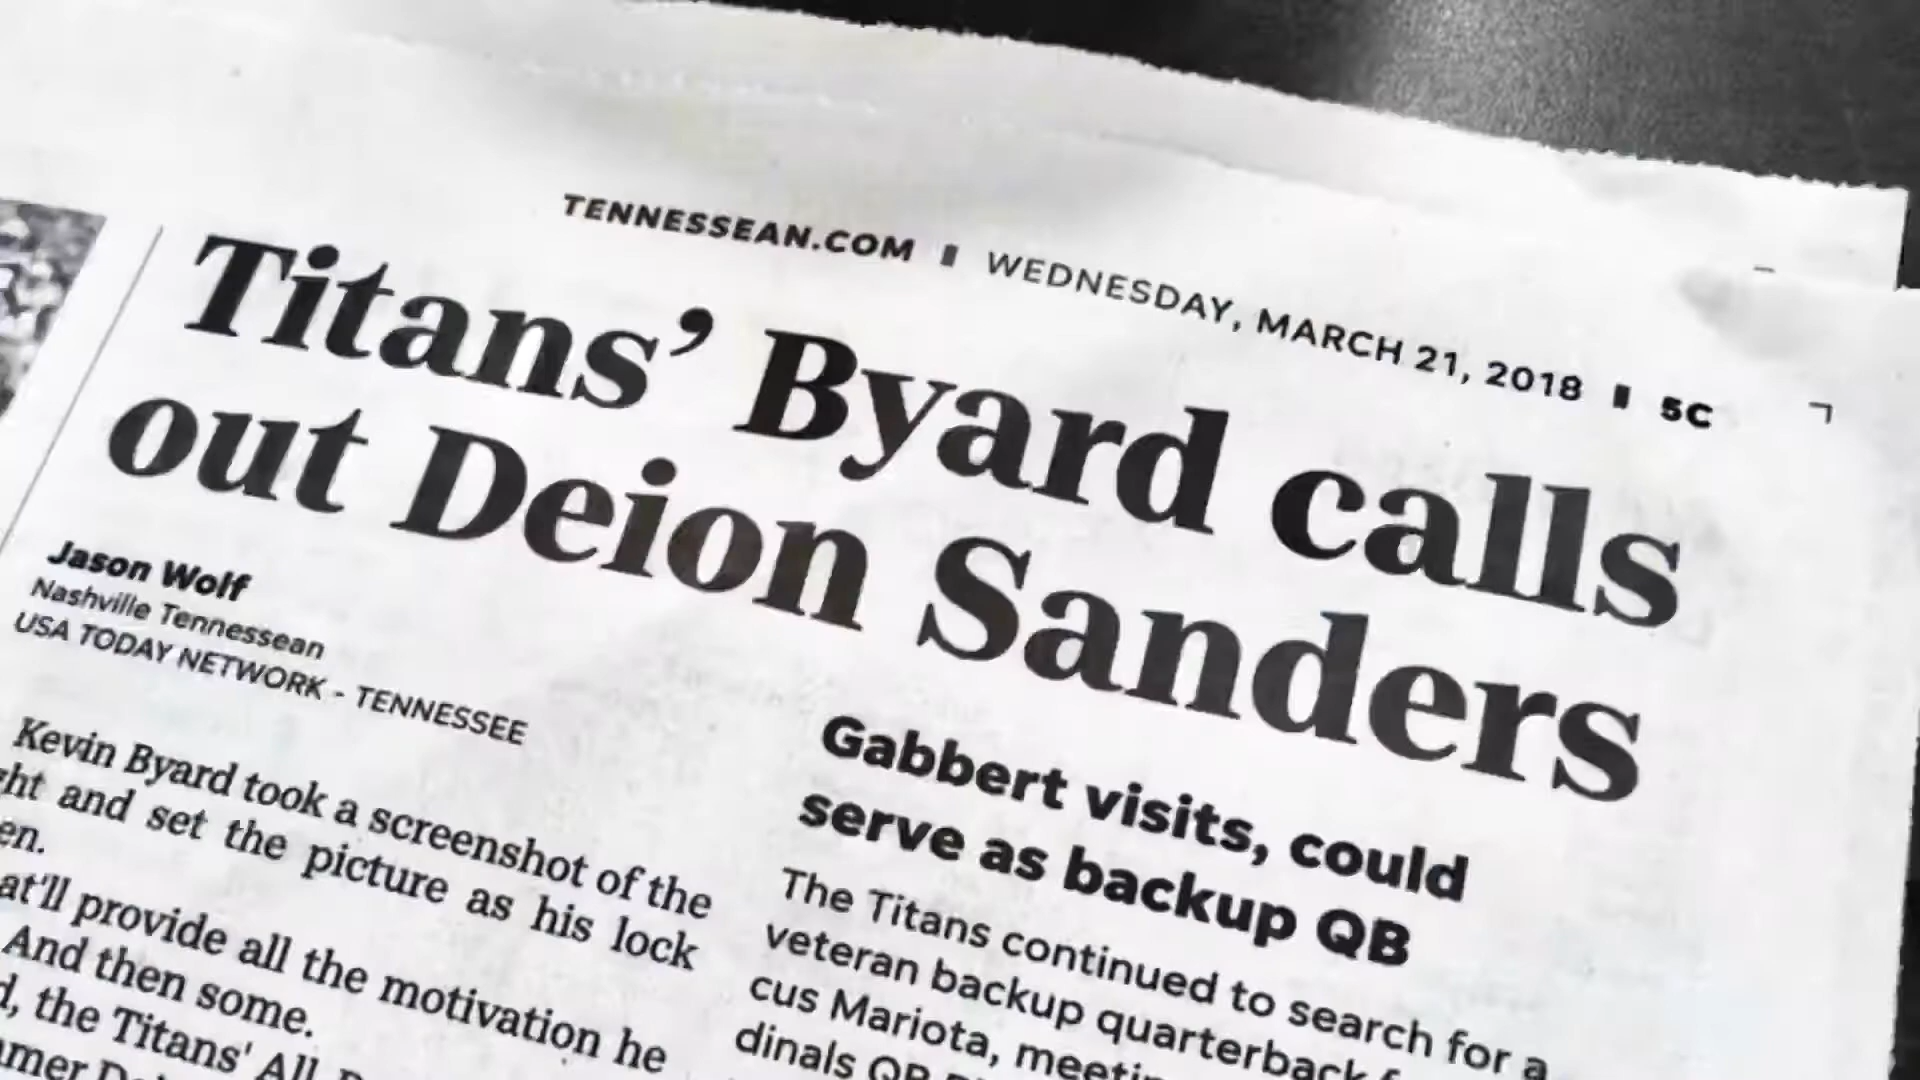 TENNESSEAN.COM ▮ WEDNESDAY, MARCH 21, 2018 ▮ 5C
Titans’ Byard calls
out Deion Sanders
Jason Wolf
Nashville Tennessean
USA TODAY NETWORK - TENNESSEE
Kevin Byard took a screenshot of the
and set the picture as his lock
provide all the motivation he
And then some.
the Titans' All
Gabbert visits, could
serve as backup QB
The Titans continued to search for a
veteran backup quarterback
cus Mariota,
dinals QB